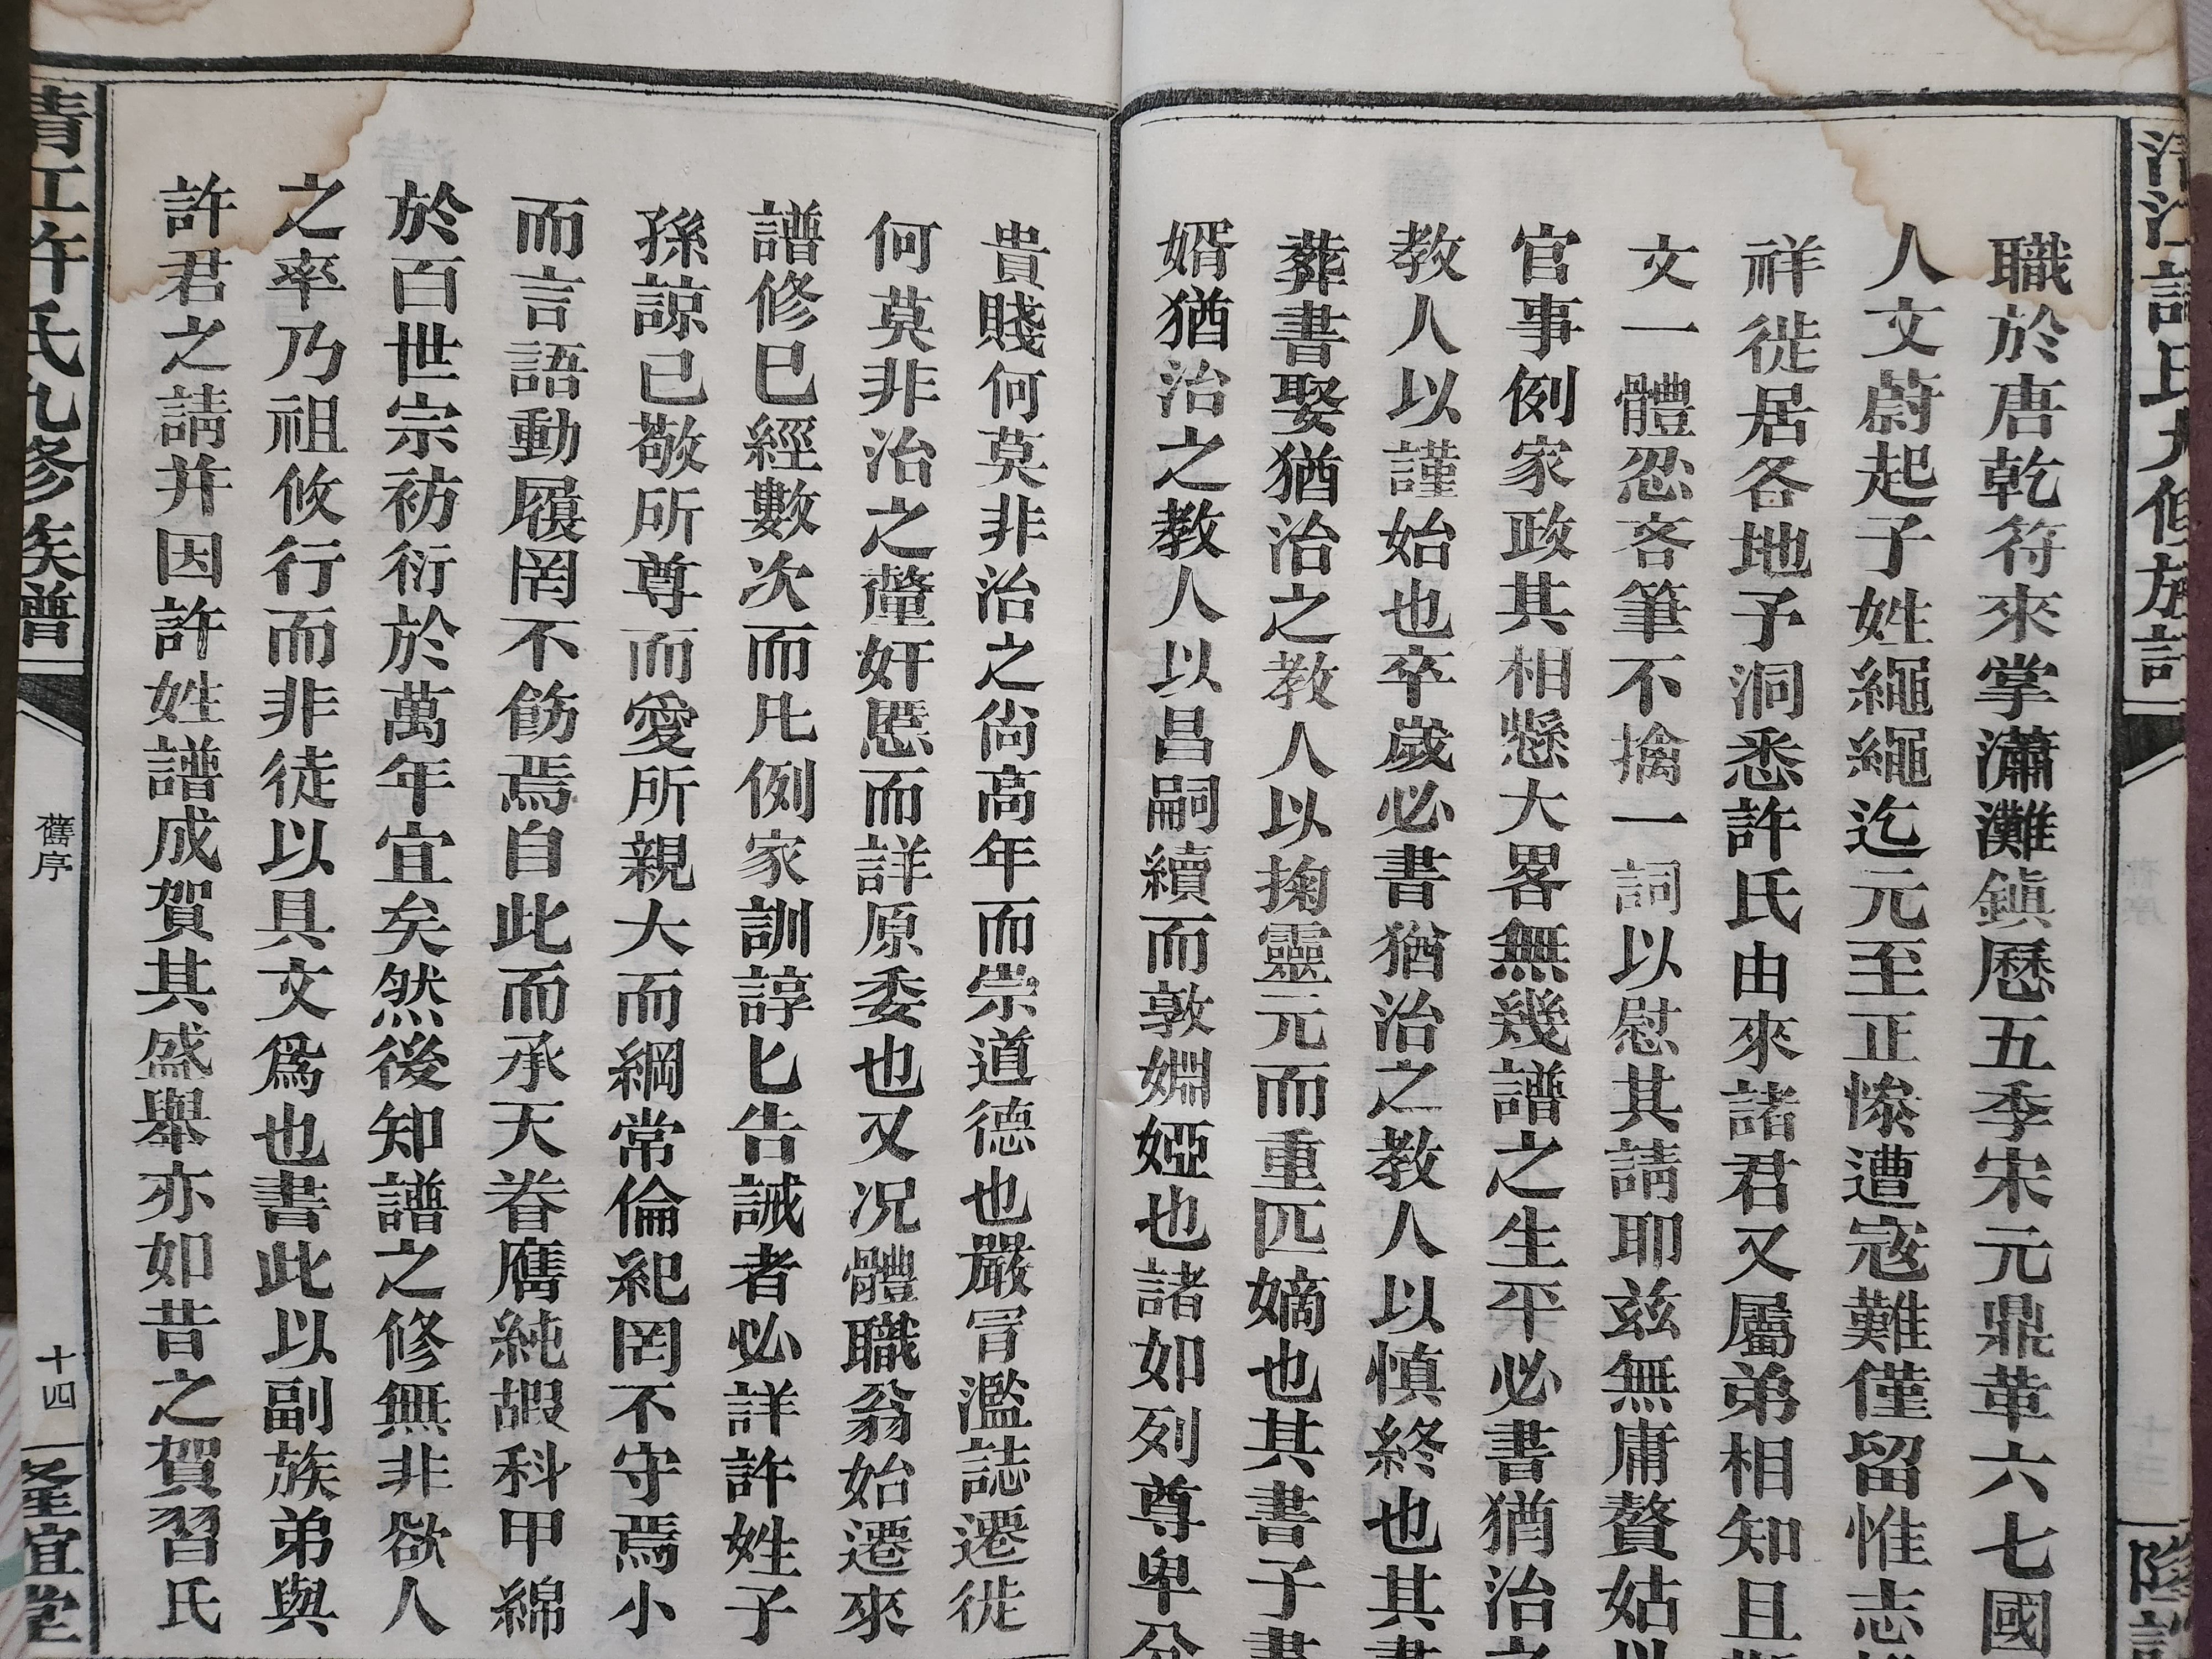 職於唐乾符來掌瀟灘鎮歷五季宋元鼎革六七國
人文蔚起子姓繩繩迄元至正慘遭寇難僅留惟志
祥徙居各地予洞悉許氏由來諸君又屬弟相知且
文一體忍吝筆不擒一詞以慰其請耶玆無庸贅姑
官事例家政其相懸大畧無幾譜之生平必書猶治
教人以謹始也卒歲必書猶治之教人以慎終也其
葬書娶猶治之教人以掬靈元而重匹嫡也其書子
婿猶治之教人以昌嗣續而敦婣婭也諸如列尊卑
貴賤何莫非治之尚高年而崇道德也嚴冐濫誌遷徙
何莫非治之釐奸慝而詳原委也又况體職翁始遷來
譜修巳經數次而凡例家訓諄匕告誡者必詳許姓子
孫諒已敬所尊而愛所親大而綱常倫紀罔不守焉小
而言語動履罔不飭焉自此而承天眷膺純嘏科甲綿
於百世宗祊衍於萬年宜矣然後知譜之修無非欲人
之率乃祖攸行而非徒以具文爲也書此以副族弟與
許君之請并因許姓譜成賀其盛舉亦如昔之賀習氏
清江許氏九修族譜
舊序
十四
隆宜堂